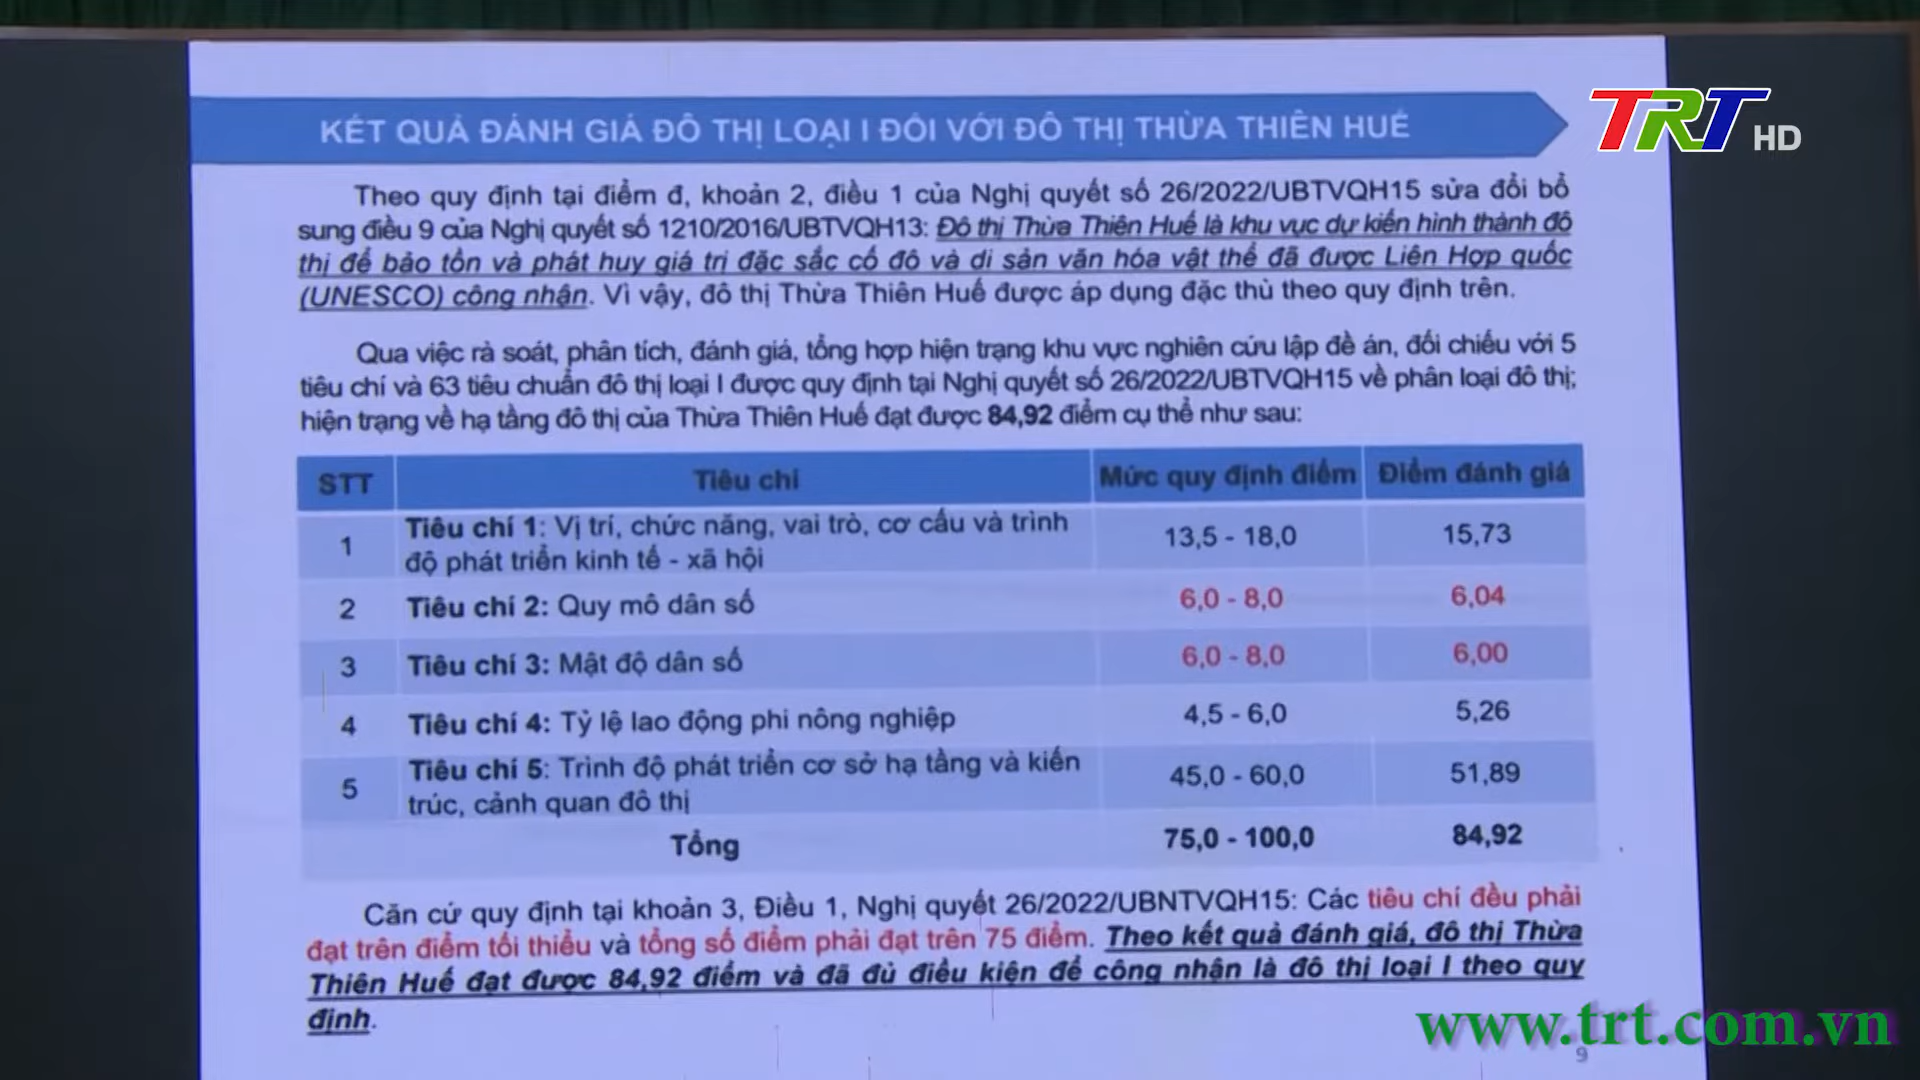 KẾT QUẢ ĐÁNH GIÁ ĐÔ THỊ LOẠI I ĐỐI VỚI ĐÔ THỊ THỪA THIÊN HUẾ
TRT HD
Theo quy định tại điểm đ, khoản 2, điều 1 của Nghị quyết số 26/2022/UBTVQH15 sửa đổi bổ
sung điều 9 của Nghị quyết số 1210/2016/UBTVQH13: Đô thị Thừa Thiên Huế là khu vực dự kiến hình thành đô
thị để bảo tồn và phát huy giá trị đặc sắc cố đô và di sản văn hóa vật thể đã được Liên Hợp quốc
(UNESCO) công nhận. Vì vậy, đô thị Thừa Thiên Huế được áp dụng đặc thù theo quy định trên.
Qua việc rà soát, phân tích, đánh giá, tổng hợp hiện trạng khu vực nghiên cứu lập đề án, đối chiếu với 5
tiêu chí và 63 tiêu chuẩn đô thị loại I được quy định tại Nghị quyết số 26/2022/UBTVQH15 về phân loại đô thị;
hiện trạng về hạ tầng đô thị của Thừa Thiên Huế đạt được 84,92 điểm cụ thể như sau:
STT Tiêu chí Mức quy định điểm Điểm đánh giá
1 Tiêu chí 1: Vị trí, chức năng, vai trò, cơ cấu và trình
độ phát triển kinh tế - xã hội 13,5 - 18,0 15,73
2 Tiêu chí 2: Quy mô dân số 6,0 - 8,0 6,04
3 Tiêu chí 3: Mật độ dân số 6,0 - 8,0 6,00
4 Tiêu chí 4: Tỷ lệ lao động phi nông nghiệp 4,5 - 6,0 5,26
5 Tiêu chí 5: Trình độ phát triển cơ sở hạ tầng và kiến
trúc, cảnh quan đô thị 45,0 - 60,0 51,89
Tổng 75,0 - 100,0 84,92
Căn cứ quy định tại khoản 3, Điều 1, Nghị quyết 26/2022/UBNTVQH15: Các tiêu chí đều phải
đạt trên điểm tối thiểu và tổng số điểm phải đạt trên 75 điểm. Theo kết quả đánh giá, đô thị Thừa
Thiên Huế đạt được 84,92 điểm và đã đủ điều kiện để công nhận là đô thị loại I theo quy
định.
www.trt.com.vn
9